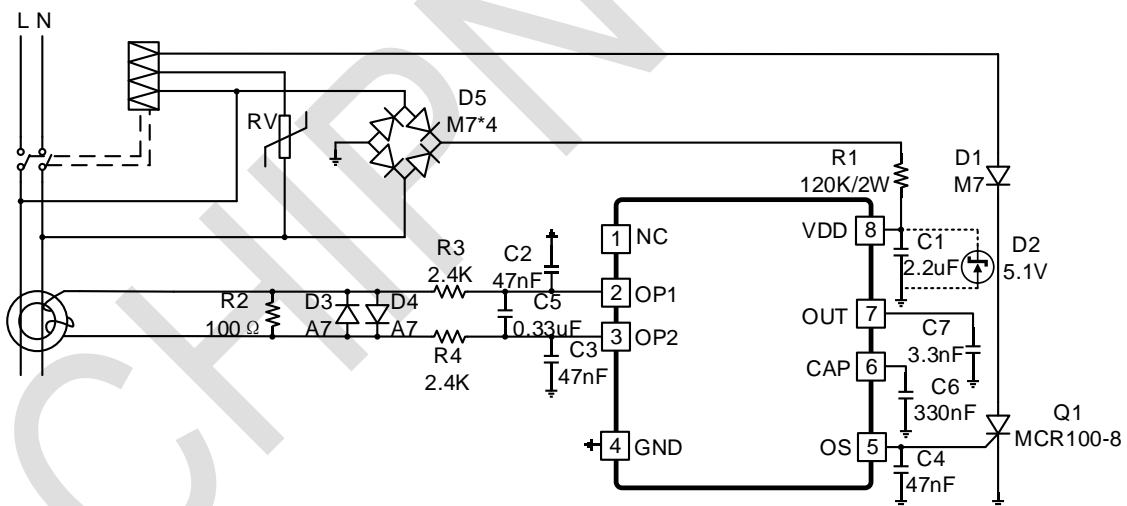 L N
D5
M7*4
RV
R1
120K/2W
D1
M7
1 NC
VDD 8
C1
2.2uF
D2
5.1V
R3
2.4K
C2
47nF
R2
100 Ω
D3
A7
D4
A7
C5
0.33uF
2 OP1
3 OP2
R4
2.4K
C3
47nF
OUT 7
C7
3.3nF
CAP 6
C6
330nF
4 GND
OS 5
C4
47nF
Q1
MCR100-8
CHIPN